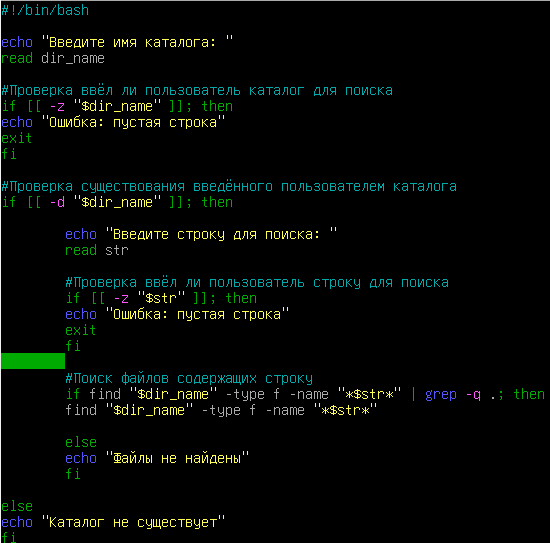 #!/bin/bash
echo "Введите имя каталога: "
read dir_name
#Проверка ввёл ли пользователь каталог для поиска
if [[ -z "$dir_name" ]]; then
echo "Ошибка: пустая строка"
exit
fi
#Проверка существования введённого пользователем каталога
if [[ -d "$dir_name" ]]; then
echo "Введите строку для поиска: "
read str
#Проверка ввёл ли пользователь строку для поиска
if [[ -z "$str" ]]; then
echo "Ошибка: пустая строка"
exit
fi
#Поиск файлов содержащих строку
if find "$dir_name" -type f -name "*$str*" | grep -q .; then
find "$dir_name" -type f -name "*$str*"
else
echo "Файлы не найдены"
fi
else
echo "Каталог не существует"
fi